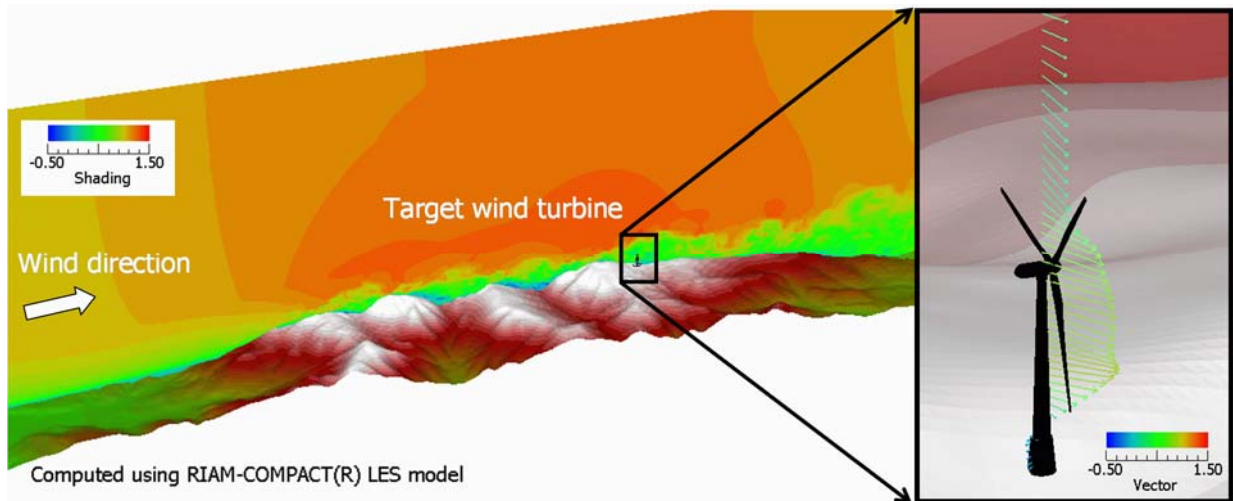 -0.50 1.50
Shading
Target wind turbine
Wind direction
Computed using RIAM-COMPACT(R) LES model
-0.50 1.50
Vector